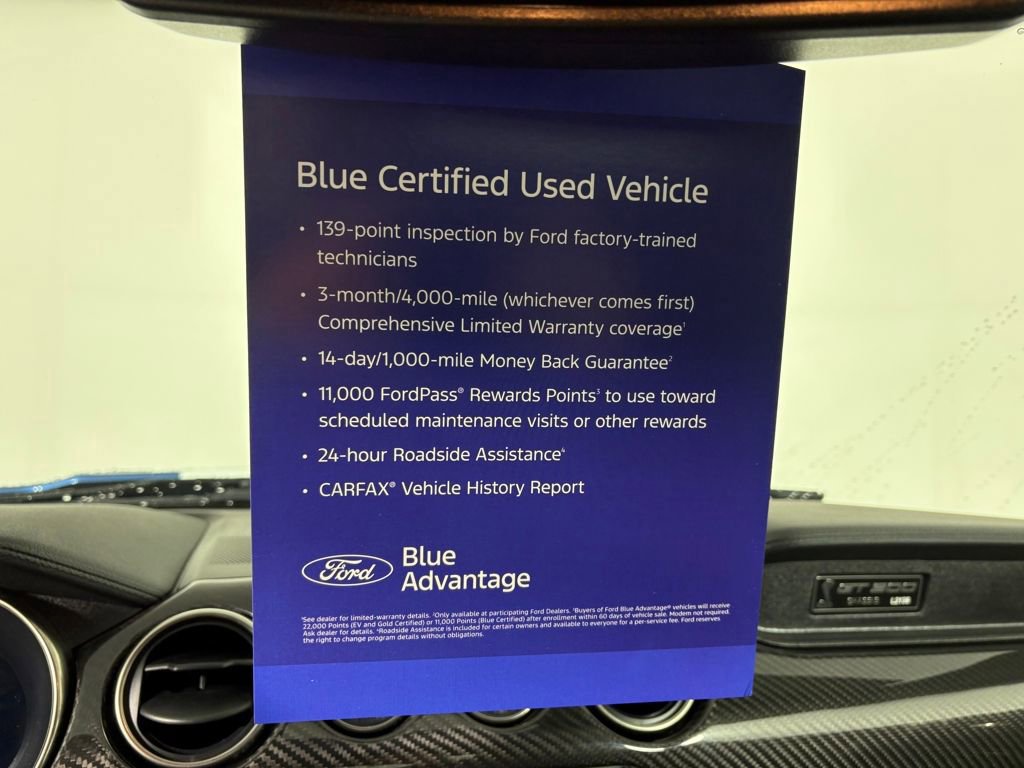 Blue Certified Used Vehicle
• 139-point inspection by Ford factory-trained
technicians
• 3-month/4,000-mile (whichever comes first)
Comprehensive Limited Warranty coverage¹
• 14-day/1,000-mile Money Back Guarantee²
• 11,000 FordPass® Rewards Points³ to use toward
scheduled maintenance visits or other rewards
• 24-hour Roadside Assistance⁴
• CARFAX® Vehicle History Report
Ford
Blue
Advantage
¹See dealer for limited-warranty details. ²Only available at participating Ford Dealers. ³Buyers of Ford Blue Advantage® vehicles will receive
22,000 Points (EV and Gold Certified) or 11,000 Points (Blue Certified) after enrollment within 60 days of vehicle sale. Modem not required.
Ask dealer for details. ⁴Roadside Assistance is included for certain owners and available to everyone for a per-service fee. Ford reserves
the right to change program details without obligations.
CHASSIS